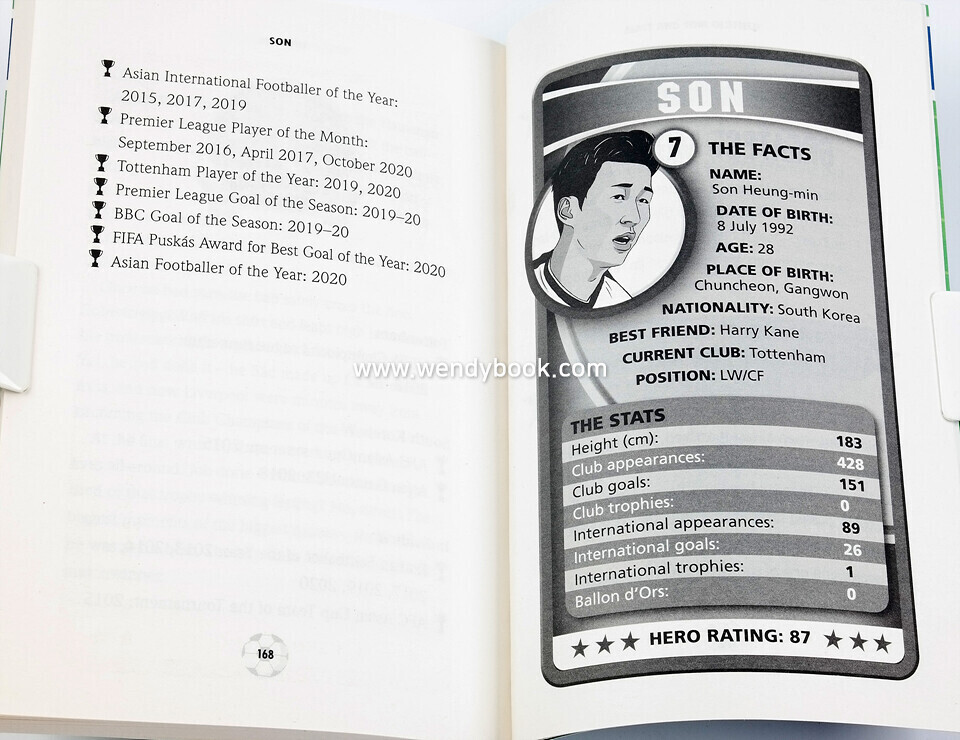 SON
Asian International Footballer of the Year:
2015, 2017, 2019
Premier League Player of the Month:
September 2016, April 2017, October 2020
Tottenham Player of the Year: 2019, 2020
Premier League Goal of the Season: 2019–20
BBC Goal of the Season: 2019–20
FIFA Puskás Award for Best Goal of the Year: 2020
Asian Footballer of the Year: 2020
168
SON
7
THE FACTS
NAME:
Son Heung-min
DATE OF BIRTH:
8 July 1992
AGE: 28
PLACE OF BIRTH:
Chuncheon, Gangwon
NATIONALITY: South Korea
BEST FRIEND: Harry Kane
CURRENT CLUB: Tottenham
POSITION: LW/CF
THE STATS
Height (cm): 183
Club appearances: 428
Club goals: 151
Club trophies: 0
International appearances: 89
International goals: 26
International trophies: 1
Ballon d'Ors: 0
HERO RATING: 87
www.wendybook.com